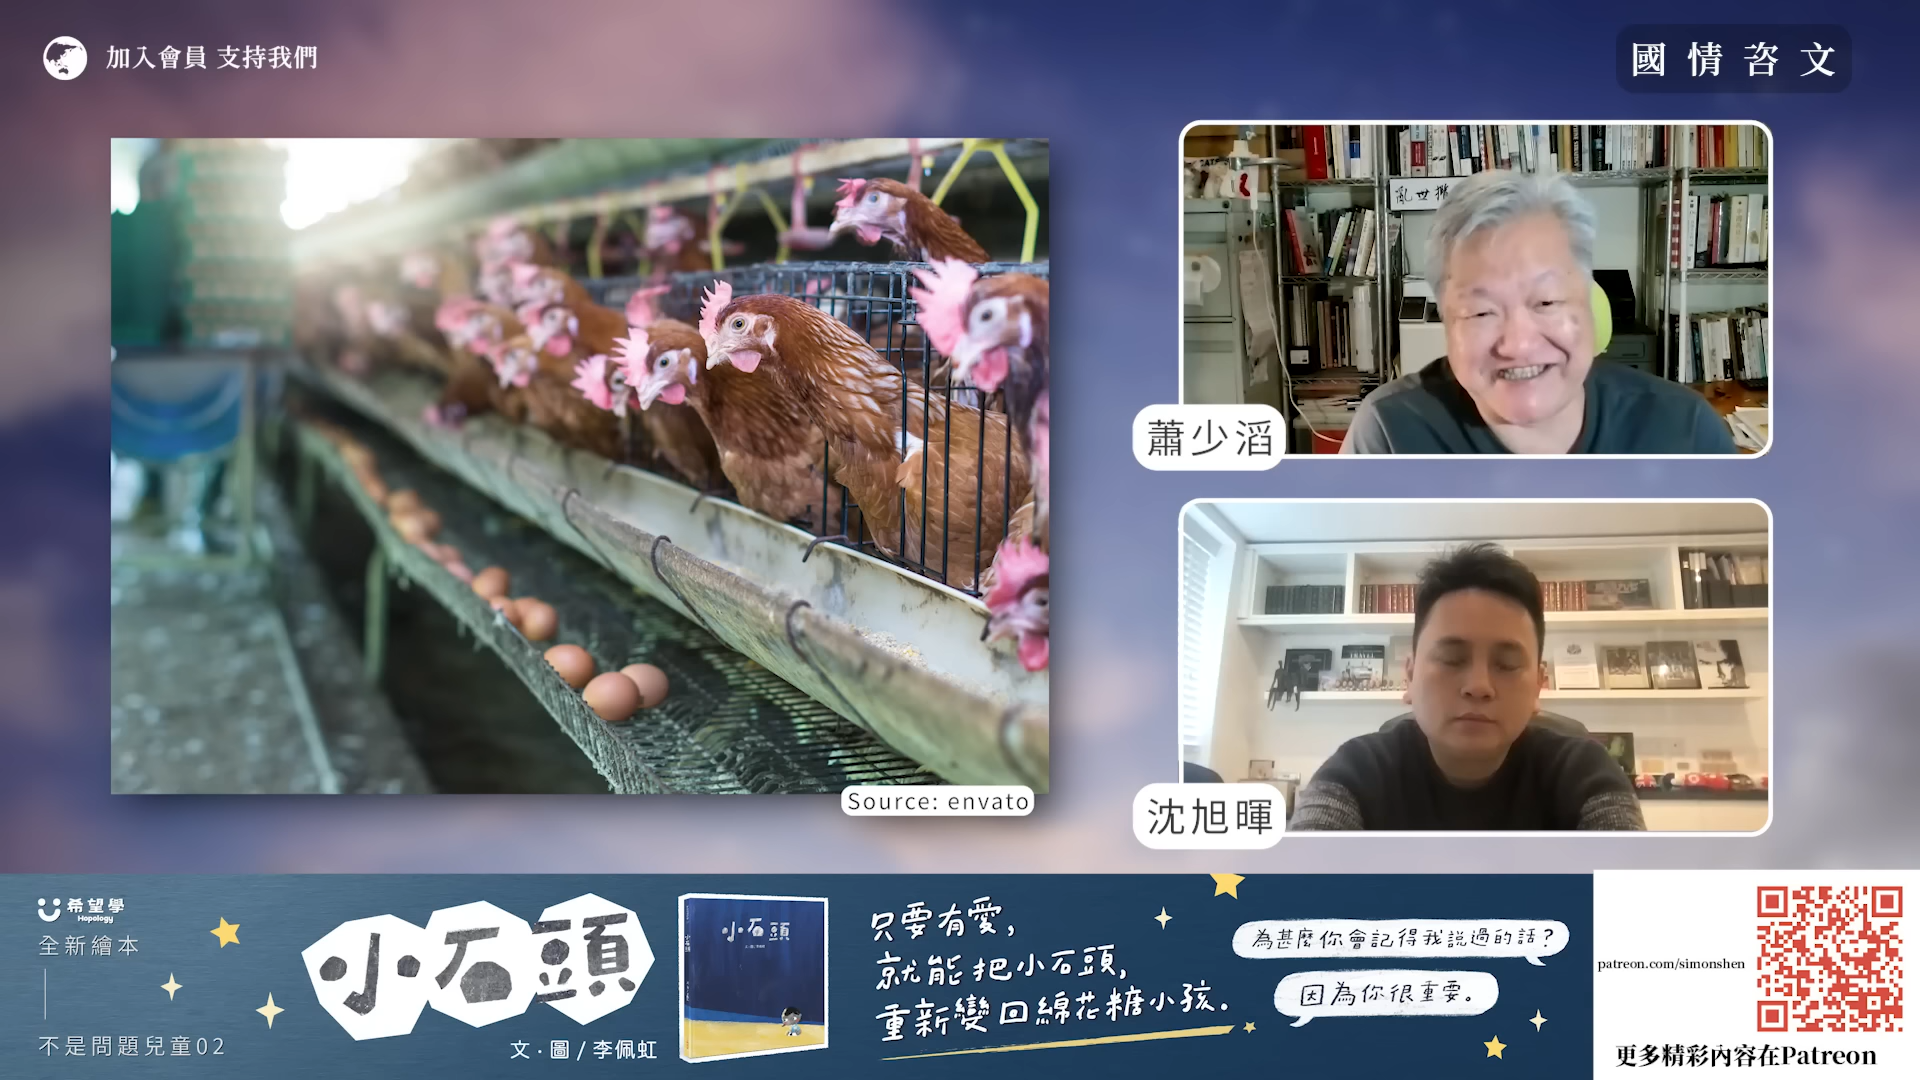 加入會員 支持我們
國情咨文
亂世
蕭少滔
Source: envato
TRAVEL
沈旭暉
希望學
Hopology
全新繪本
不是問題兒童02
小石頭
文·圖/李佩虹
小石頭
只要有愛，
就能把小石頭，
重新變回綿花糖小孩。
為甚麼你會記得我說過的話？
因為你很重要。
patreon.com/simonshen
更多精彩內容在Patreon